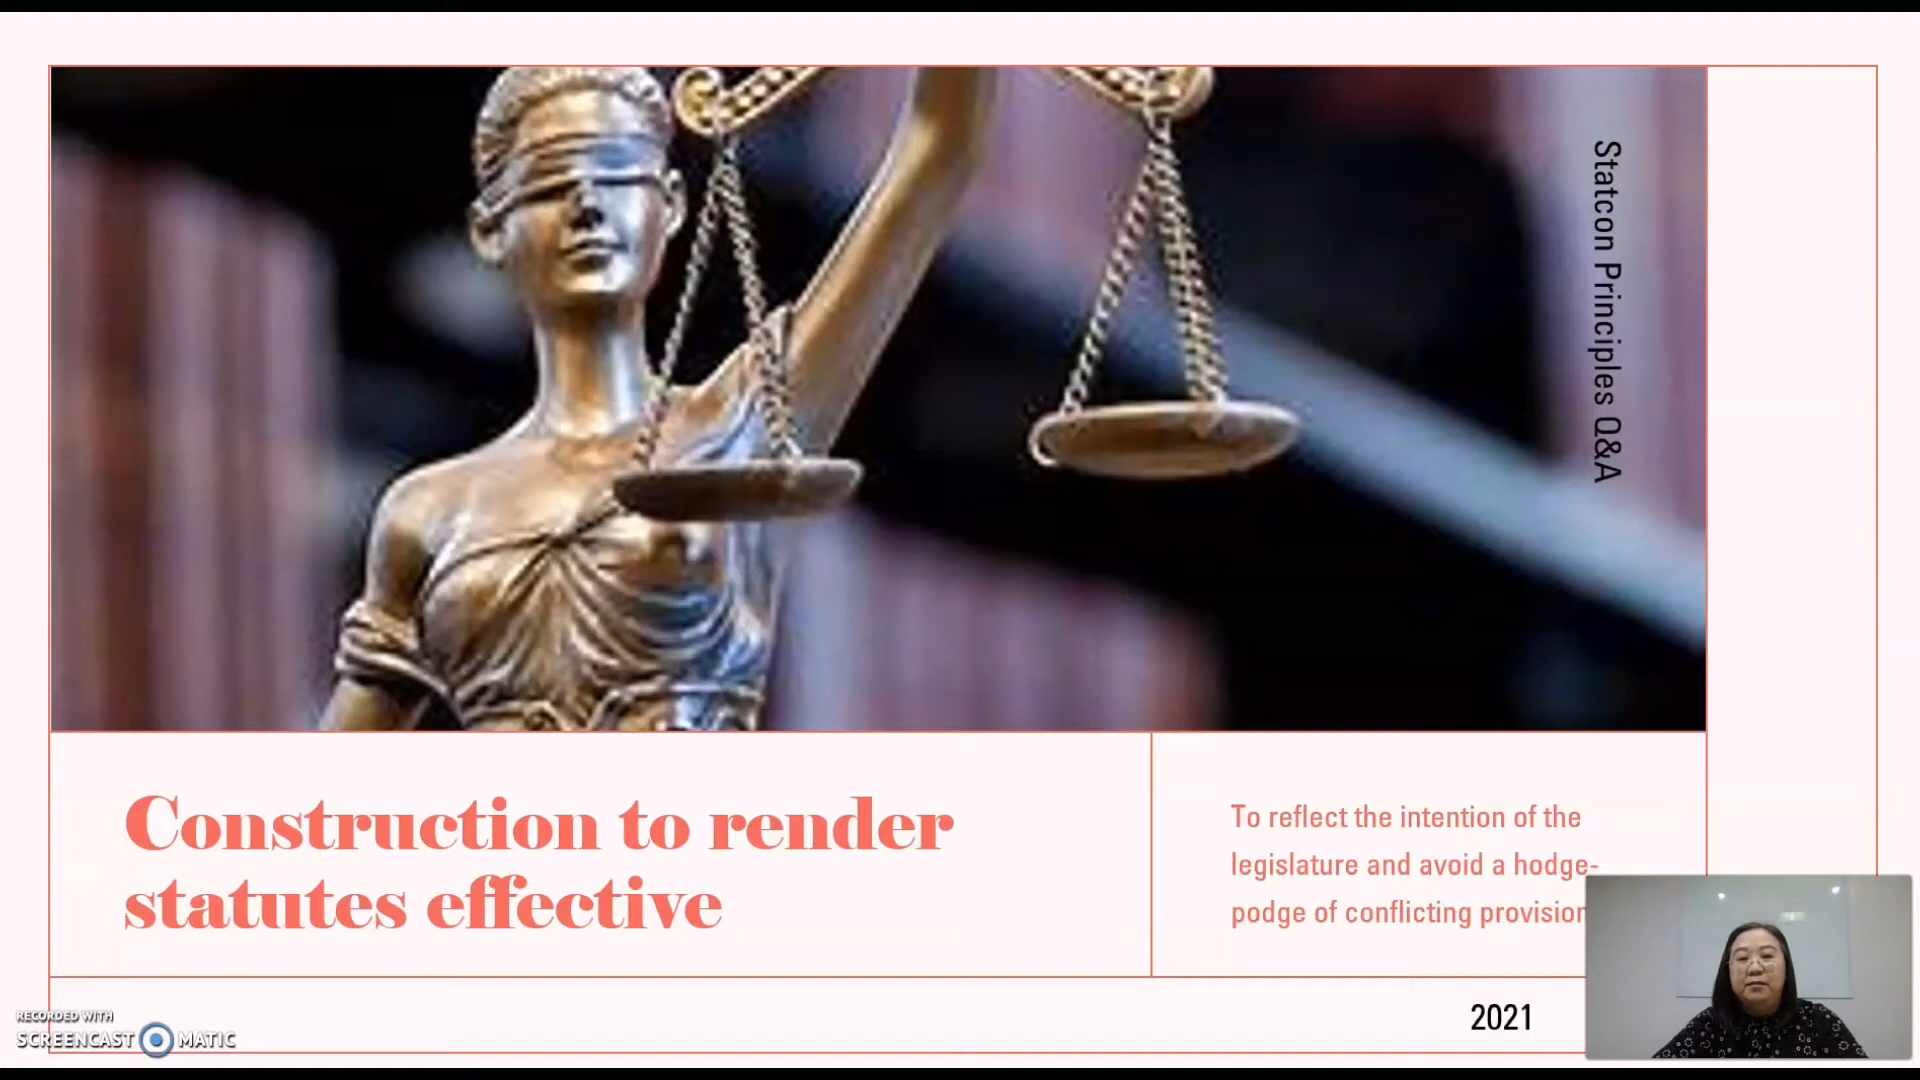 Statcon Principles Q&A
Construction to render
statutes effective
To reflect the intention of the
legislature and avoid a hodge-
podge of conflicting provision
2021
RECORDED WITH
SCREENCAST MATIC